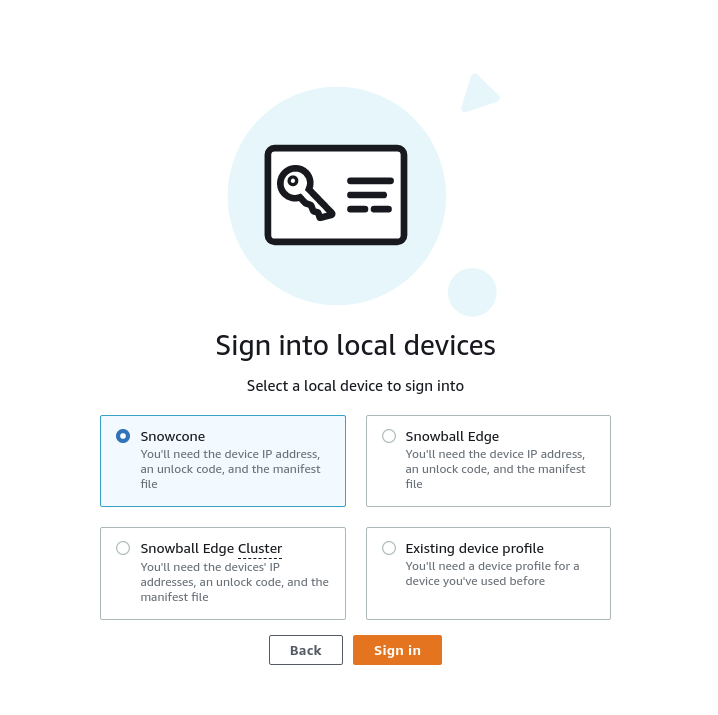 Sign into local devices
Select a local device to sign into
Snowcone
You'll need the device IP address,
an unlock code, and the manifest
file
Snowball Edge
You'll need the device IP address,
an unlock code, and the manifest
file
Snowball Edge Cluster
You'll need the devices' IP
addresses, an unlock code, and the
manifest file
Existing device profile
You'll need a device profile for a
device you've used before
Back
Sign in